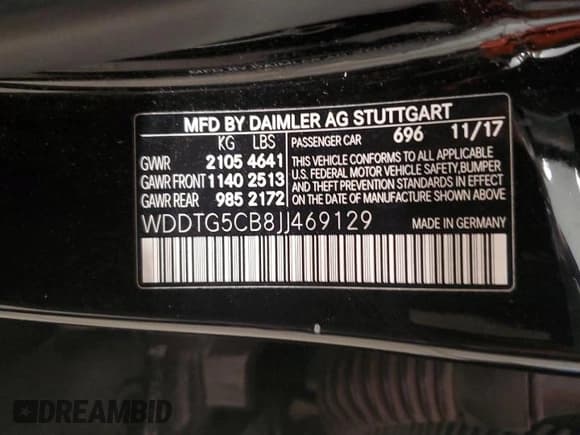 MFD BY DAIMLER AG STUTTGART
KG LBS PASSENGER CAR 696 11/17
GVWR 2105 4641
GAWR FRONT 1140 2513
GAWR REAR 985 2172
THIS VEHICLE CONFORMS TO ALL APPLICABLE
U.S. FEDERAL MOTOR VEHICLE SAFETY,BUMPER
AND THEFT PREVENTION STANDARDS IN EFFECT
ON THE DATE OF MANUFACTURE SHOWN ABOVE.
WDDTG5CB8JJ469129 MADE IN GERMANY
DREAMBID